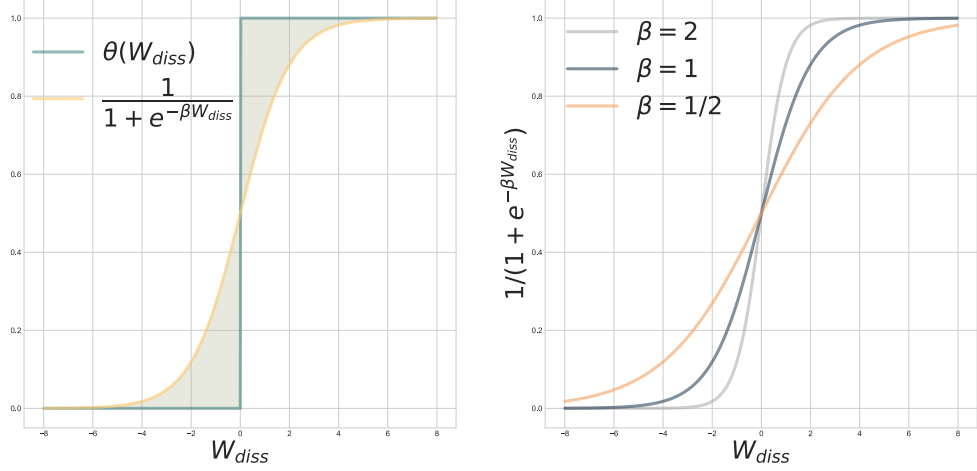 θ(W_diss)
1
1 + e^{-βW_diss}
1.0
0.8
0.6
0.4
0.2
0.0
−8 −6 −4 −2 0 2 4 6 8
W_diss
β = 2
β = 1
β = 1/2
1/(1 + e^{-βW_diss})
1.0
0.8
0.6
0.4
0.2
0.0
−8 −6 −4 −2 0 2 4 6 8
W_diss